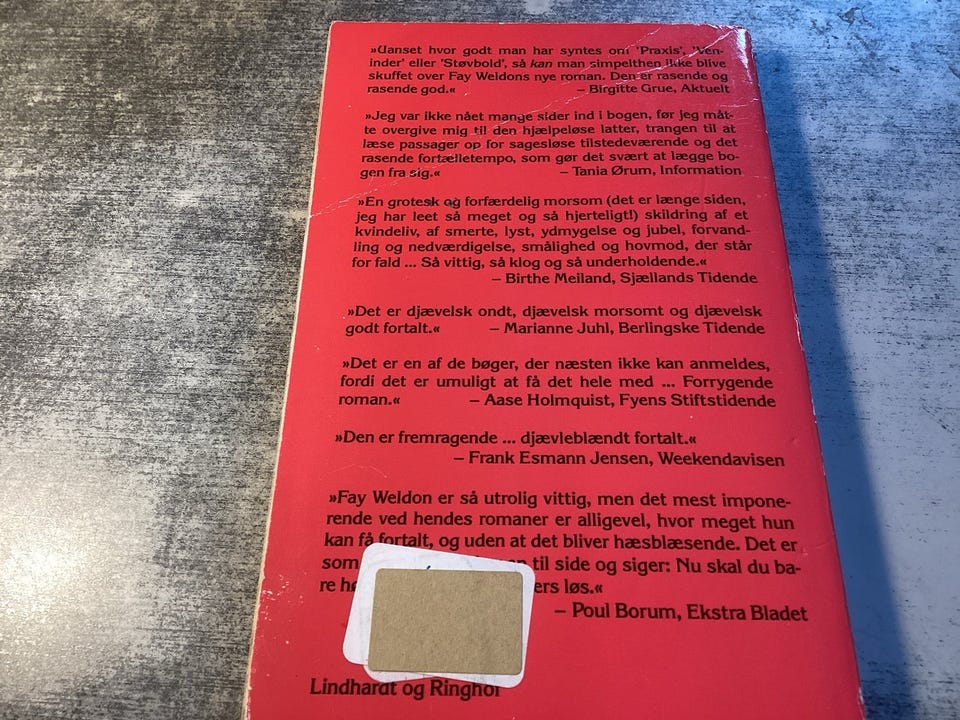 »Uanset hvor godt man har syntes om 'Praxis', 'Ven-
inder' eller 'Støvbold', så kan man simpelthen ikke blive
skuffet over Fay Weldons nye roman. Den er rasende og
rasende god.« – Birgitte Grue, Aktuelt
»Jeg var ikke nået mange sider ind i bogen, før jeg måt-
te overgive mig til den hjælpeløse latter, trangen til at
læse passager op for sagesløse tilstedeværende og det
rasende fortælletempo, som gør det svært at lægge bo-
gen fra sig.« – Tania Ørum, Information
»En grotesk og forfærdelig morsom (det er længe siden,
jeg har leet så meget og så hjerteligt!) skildring af et
kvindeliv, af smerte, lyst, ydmygelse og jubel, forvand-
ling og nedværdigelse, smålighed og hovmod, der står
for fald ... Så vittig, så klog og så underholdende.«
– Birthe Meiland, Sjællands Tidende
»Det er djævelsk ondt, djævelsk morsomt og djævelsk
godt fortalt.« – Marianne Juhl, Berlingske Tidende
»Det er en af de bøger, der næsten ikke kan anmeldes,
fordi det er umuligt at få det hele med ... Forrygende
roman.« – Aase Holmquist, Fyens Stiftstidende
»Den er fremragende ... djævleblændt fortalt.«
– Frank Esmann Jensen, Weekendavisen
»Fay Weldon er så utrolig vittig, men det mest impone-
rende ved hendes romaner er alligevel, hvor meget hun
kan få fortalt, og uden at det bliver hæsblæsende. Det er
som til side og siger: Nu skal du ba-
re løs.«
– Poul Borum, Ekstra Bladet
Lindhardt og Ringhof